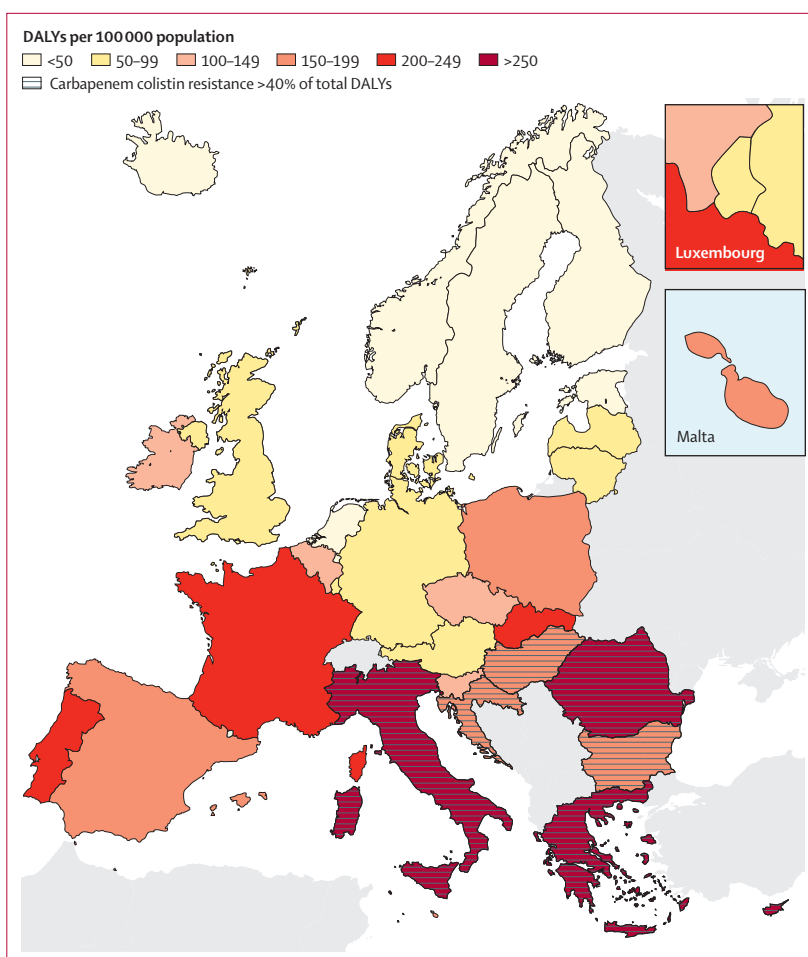 DALYs per 100 000 population
<50 50–99 100–149 150–199 200–249 >250
Carbapenem colistin resistance >40% of total DALYs
Luxembourg
Malta